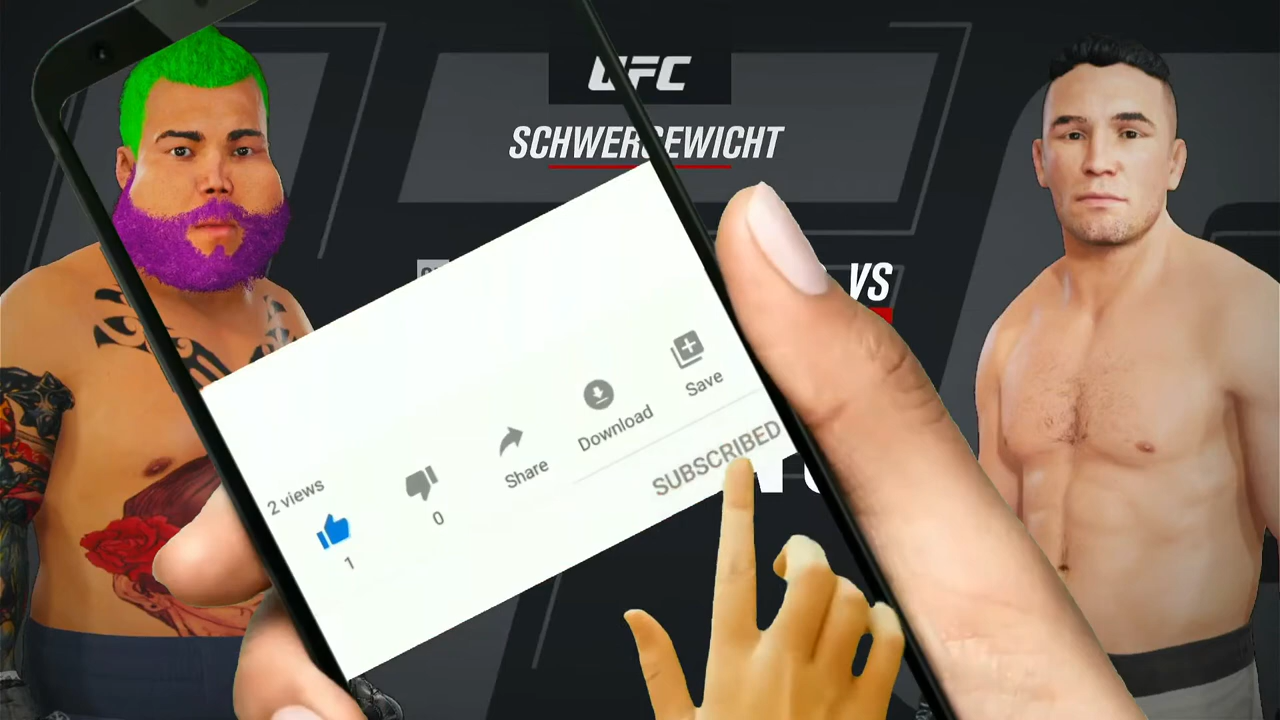 UFC
SCHWERGEWICHT
VS
2 views
1
0
Share
Download
Save
SUBSCRIBED